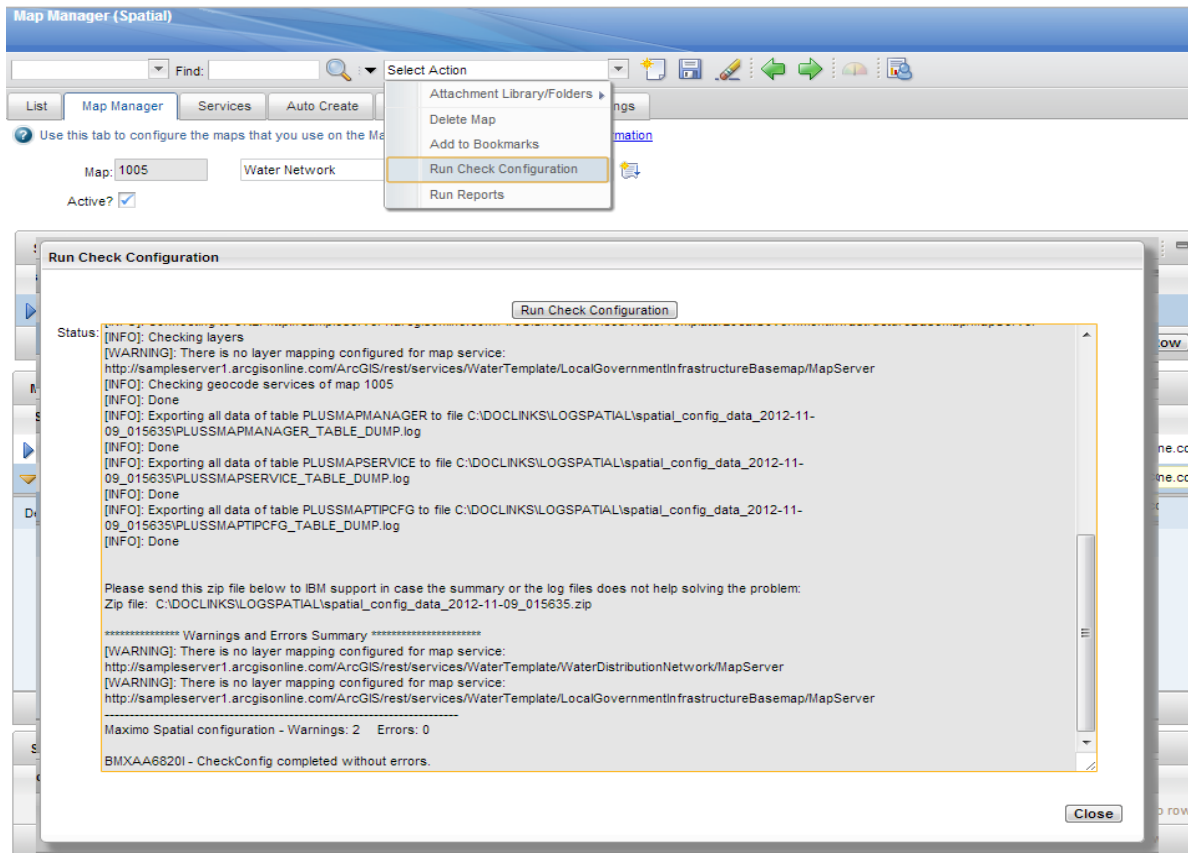 Map Manager (Spatial)
Find:
Select Action
List
Map Manager
Services
Auto Create
ngs
Attachment Library/Folders
Delete Map
Add to Bookmarks
Run Check Configuration
Run Reports
Use this tab to configure the maps that you use on the Ma
mation
Map: 1005
Water Network
Active?
Run Check Configuration
Run Check Configuration
Status:
[INFO]: Checking layers
[WARNING]: There is no layer mapping configured for map service:
http://sampleserver1.arcgisonline.com/ArcGIS/rest/services/WaterTemplate/LocalGovernmentInfrastructureBasemap/MapServer
[INFO]: Checking geocode services of map 1005
[INFO]: Done
[INFO]: Exporting all data of table PLUSMAPMANAGER to file C:\DOCLINKS\LOGSPATIAL\spatial_config_data_2012-11-
09_015635\PLUSSMAPMANAGER_TABLE_DUMP.log
[INFO]: Done
[INFO]: Exporting all data of table PLUSMAPSERVICE to file C:\DOCLINKS\LOGSPATIAL\spatial_config_data_2012-11-
09_015635\PLUSSMAPSERVICE_TABLE_DUMP.log
[INFO]: Done
[INFO]: Exporting all data of table PLUSSMAPTIPCFG to file C:\DOCLINKS\LOGSPATIAL\spatial_config_data_2012-11-
09_015635\PLUSSMAPTIPCFG_TABLE_DUMP.log
[INFO]: Done
Please send this zip file below to IBM support in case the summary or the log files does not help solving the problem:
Zip file: C:\DOCLINKS\LOGSPATIAL\spatial_config_data_2012-11-09_015635.zip
*************** Warnings and Errors Summary **********************
[WARNING]: There is no layer mapping configured for map service:
http://sampleserver1.arcgisonline.com/ArcGIS/rest/services/WaterTemplate/WaterDistributionNetwork/MapServer
[WARNING]: There is no layer mapping configured for map service:
http://sampleserver1.arcgisonline.com/ArcGIS/rest/services/WaterTemplate/LocalGovernmentInfrastructureBasemap/MapServer
-----------------------------------------------------------------------
Maximo Spatial configuration - Warnings: 2 Errors: 0
BMXAA6820I - CheckConfig completed without errors.
Close
ow
ne.co
ne.co
De
o row